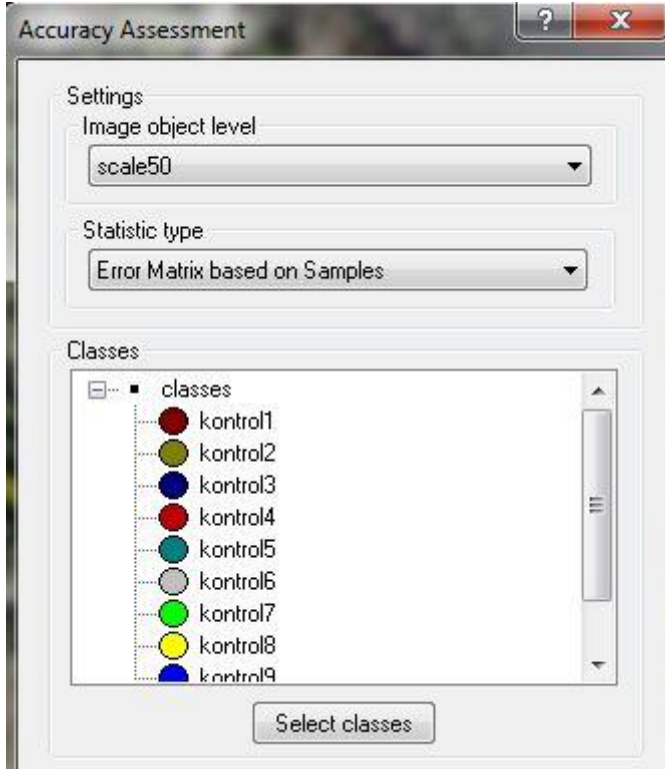 Accuracy Assessment
Settings
Image object level
scale50
Statistic type
Error Matrix based on Samples
Classes
classes
kontrol1
kontrol2
kontrol3
kontrol4
kontrol5
kontrol6
kontrol7
kontrol8
kontrol9
Select classes